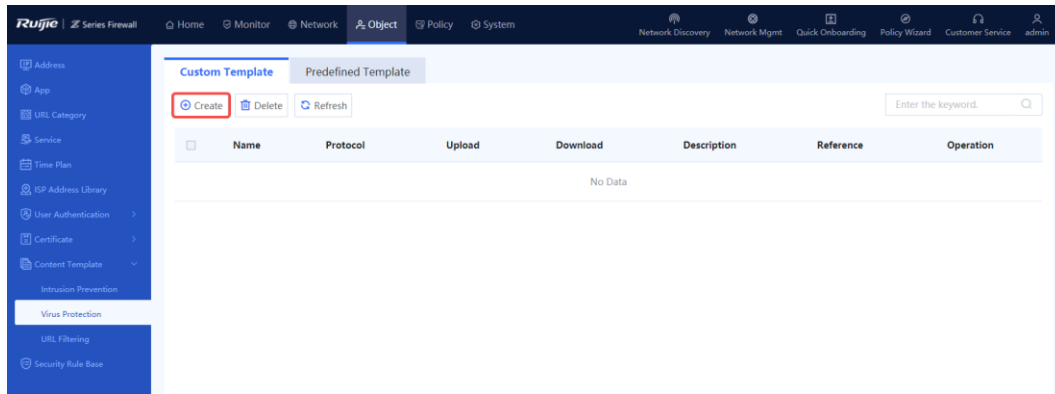 Ruijie | Z Series Firewall Home Monitor Network Object Policy System Network Discovery Network Mgmt Quick Onboarding Policy Wizard Customer Service admin
Address
App
URL Category
Service
Time Plan
ISP Address Library
User Authentication
Certificate
Content Template
Intrusion Prevention
Virus Protection
URL Filtering
Security Rule Base
Custom Template Predefined Template
Create Delete Refresh Enter the keyword.
Name Protocol Upload Download Description Reference Operation
No Data